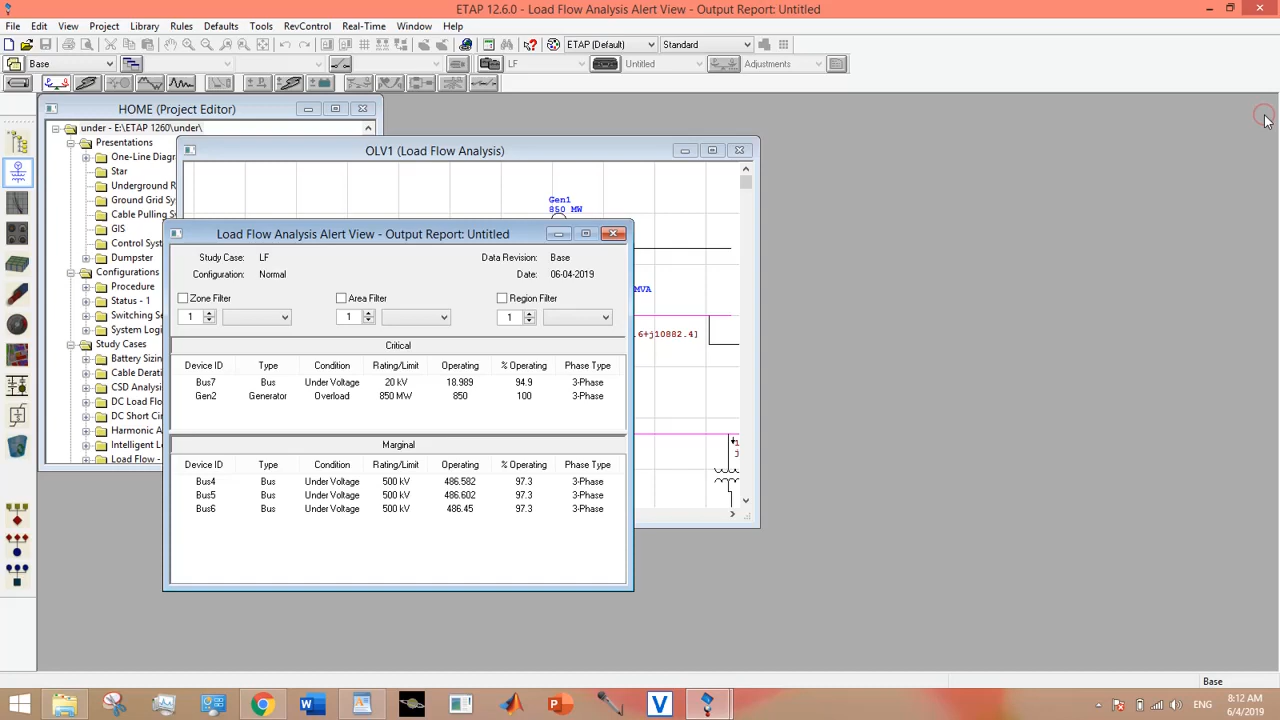 ETAP 12.6.0 - Load Flow Analysis Alert View - Output Report: Untitled
File Edit View Project Library Rules Defaults Tools RevControl Real-Time Window Help
ETAP (Default) Standard
Base LF Untitled Adjustments
HOME (Project Editor)
under - E:\ETAP 1260\under\
Presentations
One-Line Diagr
Star
Underground R
Ground Grid Sy
Cable Pulling Sy
GIS
Control Syst
Dumpster
Configurations
Procedure
Status - 1
Switching Se
System Logi
Study Cases
Battery Sizin
Cable Derati
CSD Analysis
DC Load Flow
DC Short Circ
Harmonic A
Intelligent Lo
Load Flow -
OLV1 (Load Flow Analysis)
Gen1
850 MW
MVA
.6+j10882.4]
Load Flow Analysis Alert View - Output Report: Untitled
Study Case: LF Data Revision: Base
Configuration: Normal Date: 06-04-2019
Zone Filter Area Filter Region Filter
1 1 1
Critical
Device ID Type Condition Rating/Limit Operating % Operating Phase Type
Bus7 Bus Under Voltage 20 kV 18.989 94.9 3-Phase
Gen2 Generator Overload 850 MW 850 100 3-Phase
Marginal
Device ID Type Condition Rating/Limit Operating % Operating Phase Type
Bus4 Bus Under Voltage 500 kV 486.582 97.3 3-Phase
Bus5 Bus Under Voltage 500 kV 486.602 97.3 3-Phase
Bus6 Bus Under Voltage 500 kV 486.45 97.3 3-Phase
Base
ENG
8:12 AM
6/4/2019